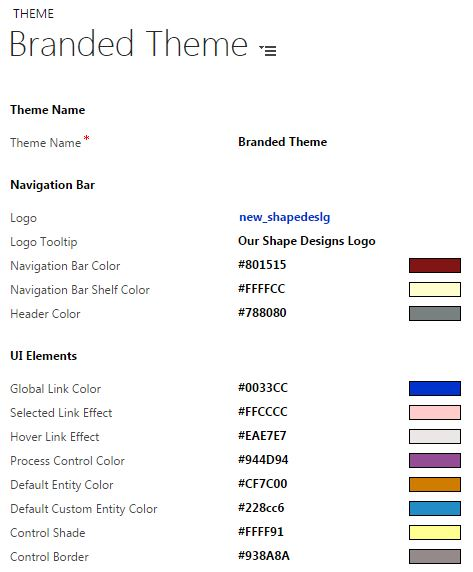 THEME
Branded Theme
Theme Name
Theme Name* Branded Theme
Navigation Bar
Logo new_shapedeslg
Logo Tooltip Our Shape Designs Logo
Navigation Bar Color #801515
Navigation Bar Shelf Color #FFFFCC
Header Color #788080
UI Elements
Global Link Color #0033CC
Selected Link Effect #FFCCCC
Hover Link Effect #EAE7E7
Process Control Color #944D94
Default Entity Color #CF7C00
Default Custom Entity Color #228cc6
Control Shade #FFFF91
Control Border #938A8A